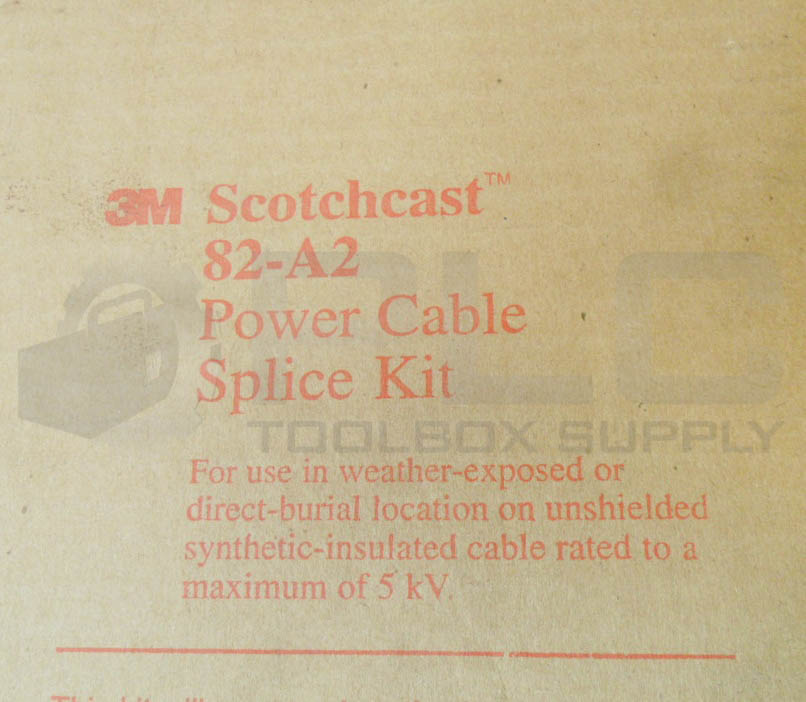 3M Scotchcast™
82-A2
Power Cable
Splice Kit
PLC
TOOLBOX SUPPLY
For use in weather-exposed or
direct-burial location on unshielded
synthetic-insulated cable rated to a
maximum of 5 kV.